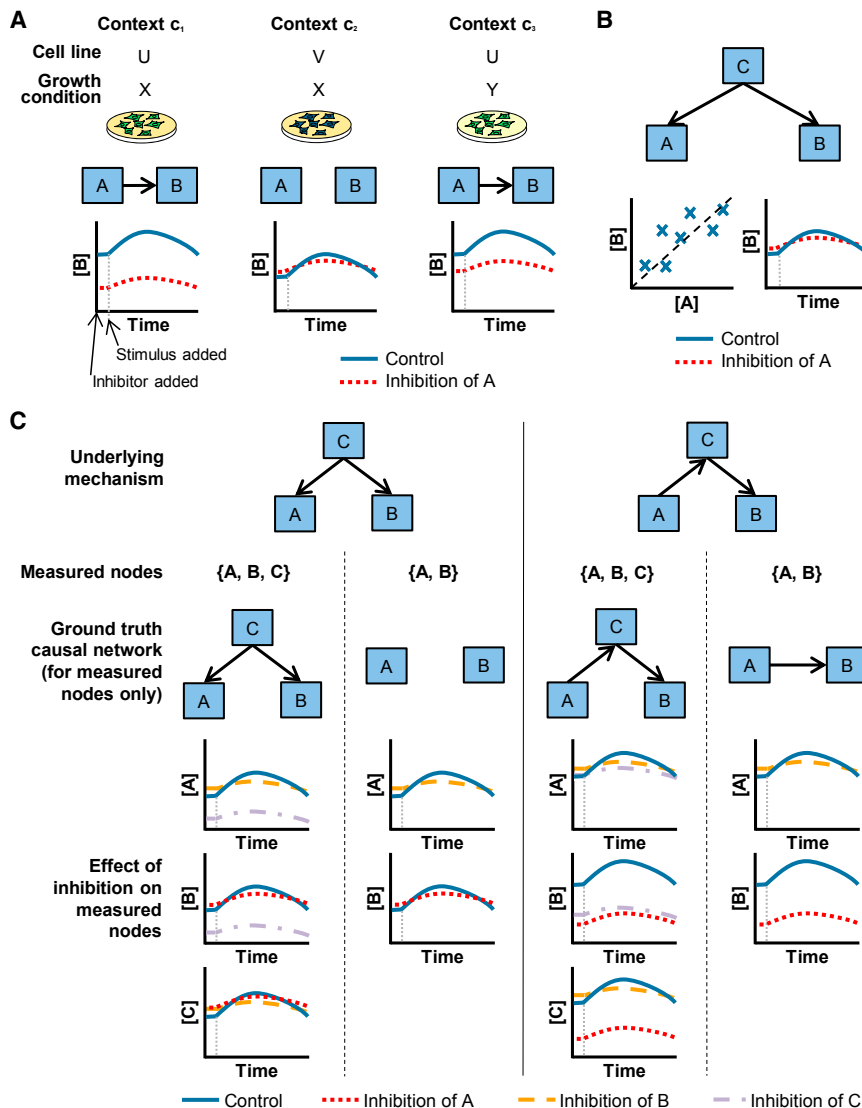 A
Context c₁
Context c₂
Context c₃
Cell line
U
V
U
Growth
condition
X
X
Y
A
B
A
B
A
B
[B]
[B]
[B]
Time
Time
Time
Stimulus added
Inhibitor added
Control
Inhibition of A
B
C
A
B
[B]
[B]
[A]
Time
Control
Inhibition of A
C
Underlying
mechanism
C
A
B
C
A
B
Measured nodes
{A, B, C}
{A, B}
{A, B, C}
{A, B}
Ground truth
causal network
(for measured
nodes only)
C
A
B
A
B
C
A
B
A
B
Effect of
inhibition on
measured
nodes
[A]
Time
[A]
Time
[A]
Time
[A]
Time
[B]
Time
[B]
Time
[B]
Time
[B]
Time
[C]
Time
[C]
Time
Control
Inhibition of A
Inhibition of B
Inhibition of C